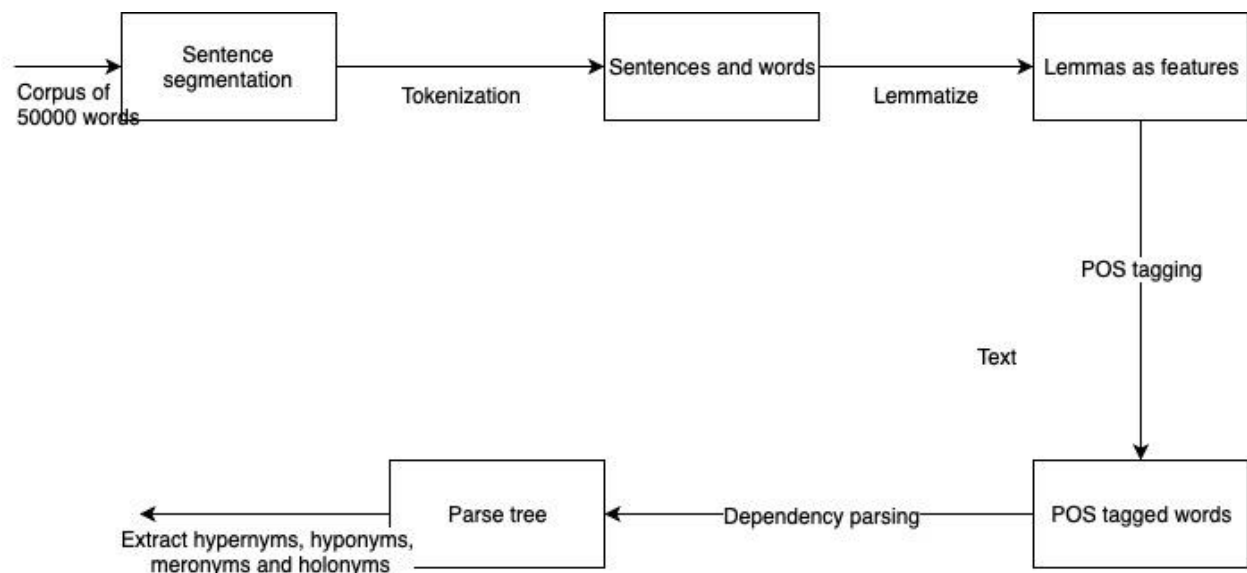 Sentence
segmentation
Corpus of
50000 words
Tokenization
Sentences and words
Lemmatize
Lemmas as features
POS tagging
Text
POS tagged words
Dependency parsing
Parse tree
Extract hypernyms, hyponyms,
meronyms and holonyms